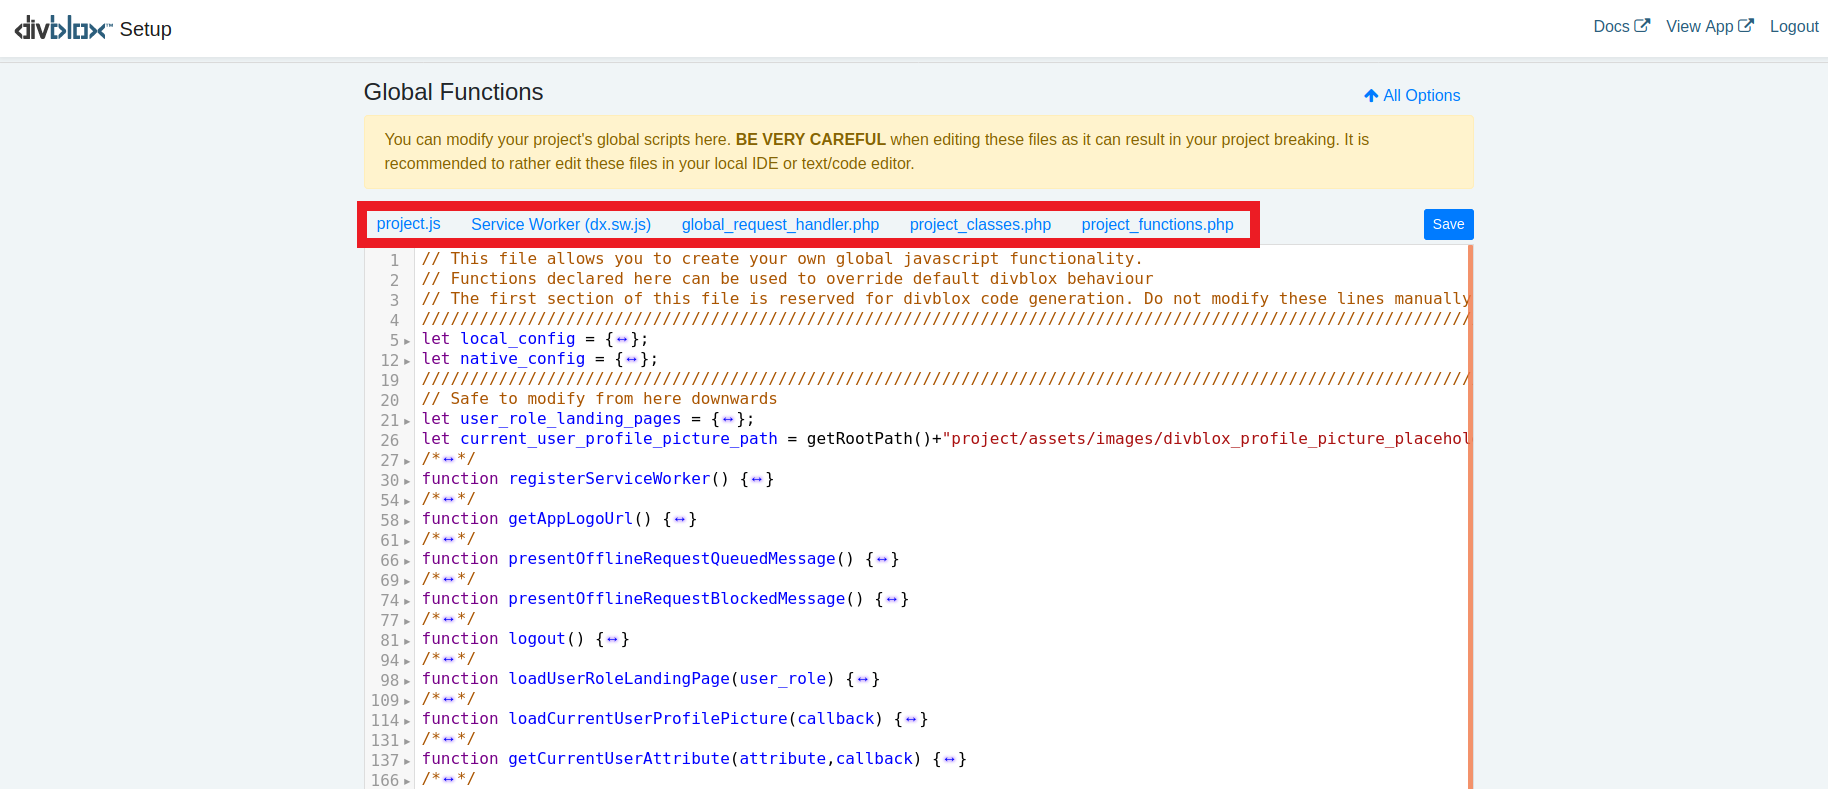 divblox™ Setup
Docs View App Logout
Global Functions
All Options
You can modify your project's global scripts here. BE VERY CAREFUL when editing these files as it can result in your project breaking. It is
recommended to rather edit these files in your local IDE or text/code editor.
project.js Service Worker (dx.sw.js) global_request_handler.php project_classes.php project_functions.php Save
1 // This file allows you to create your own global javascript functionality.
2 // Functions declared here can be used to override default divblox behaviour
3 // The first section of this file is reserved for divblox code generation. Do not modify these lines manually
4 /////////////////////////////////////////////////////////////////////////////////////////////////////////////
5 let local_config = {↔};
12 let native_config = {↔};
19 /////////////////////////////////////////////////////////////////////////////////////////////////////////////
20 // Safe to modify from here downwards
21 let user_role_landing_pages = {↔};
26 let current_user_profile_picture_path = getRootPath()+"project/assets/images/divblox_profile_picture_placehol
27 /*↔*/
30 function registerServiceWorker() {↔}
54 /*↔*/
58 function getAppLogoUrl() {↔}
61 /*↔*/
66 function presentOfflineRequestQueuedMessage() {↔}
69 /*↔*/
74 function presentOfflineRequestBlockedMessage() {↔}
77 /*↔*/
81 function logout() {↔}
94 /*↔*/
98 function loadUserRoleLandingPage(user_role) {↔}
109 /*↔*/
114 function loadCurrentUserProfilePicture(callback) {↔}
131 /*↔*/
137 function getCurrentUserAttribute(attribute,callback) {↔}
166 /*↔*/